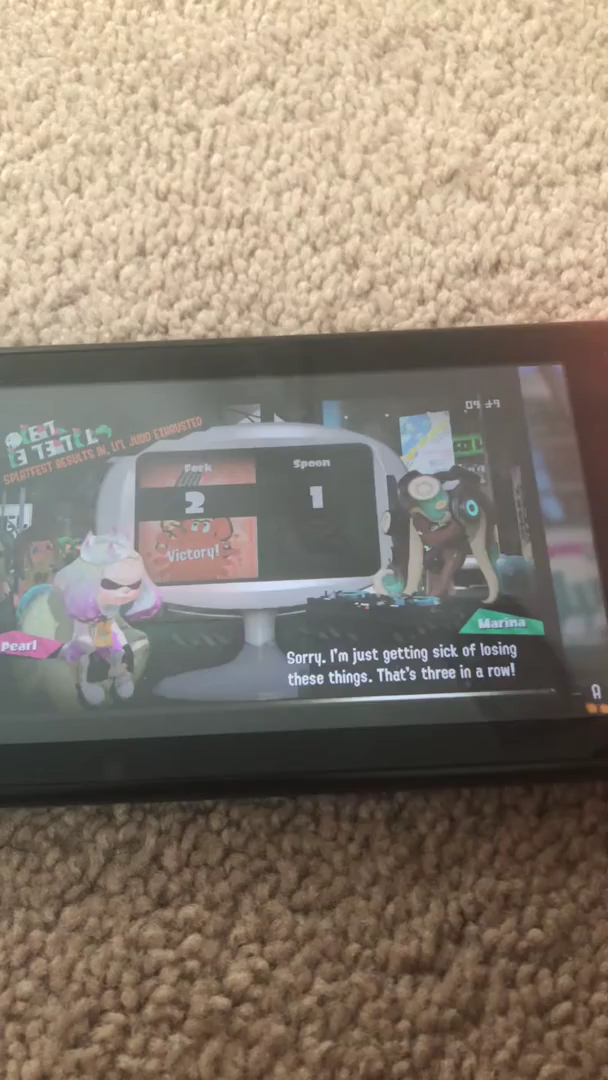 SPLATFEST RESULTS IN, LI'L JUDD EXHAUSTED
Fork
Spoon
2
1
Victory!
Pearl
Marina
Sorry. I'm just getting sick of losing
these things. That's three in a row!
A